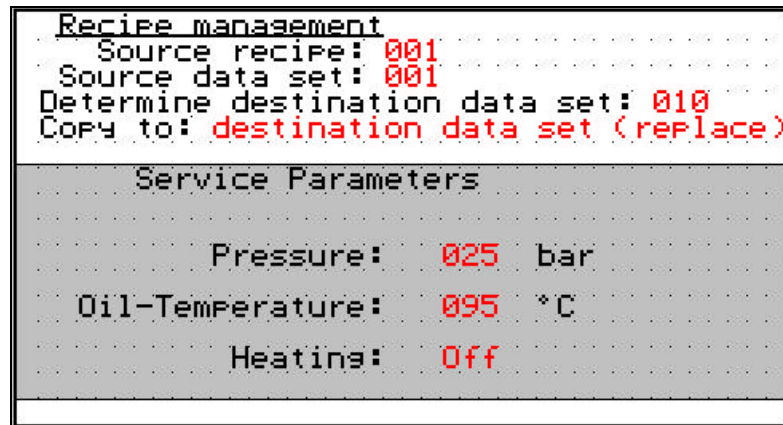 Recipe management
Source recipe: 001
Source data set: 001
Determine destination data set: 010
Copy to: destination data set (replace)
Service Parameters
Pressure: 025 bar
Oil-Temperature: 095 °C
Heating: Off